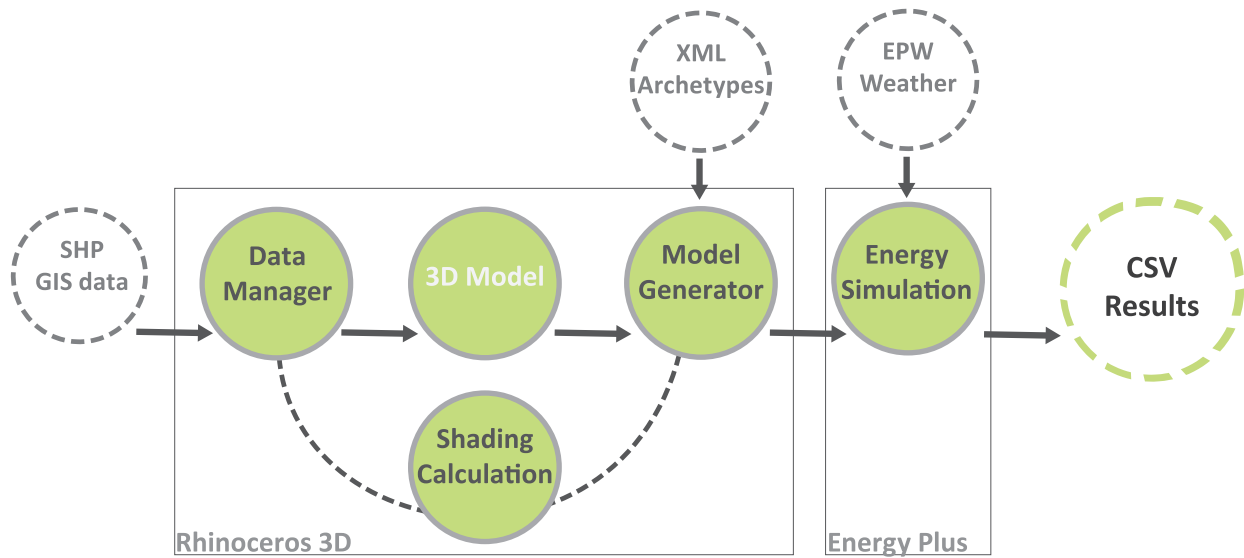 XML
Archetypes
EPW
Weather
SHP
GIS data
Data
Manager
3D Model
Model
Generator
Energy
Simulation
CSV
Results
Shading
Calculation
Rhinoceros 3D
Energy Plus